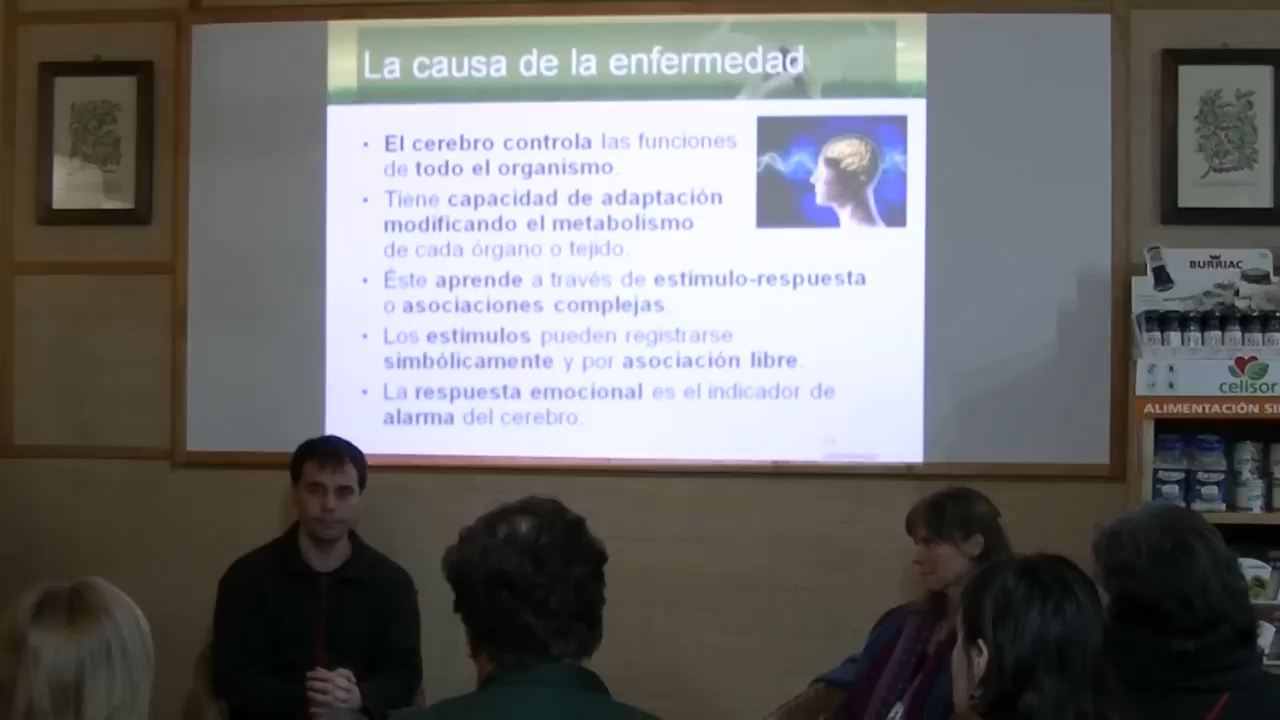 La causa de la enfermedad
• El cerebro controla las funciones
de todo el organismo.
• Tiene capacidad de adaptación
modificando el metabolismo
de cada órgano o tejido.
• Éste aprende a través de estímulo-respuesta
o asociaciones complejas.
• Los estímulos pueden registrarse
simbólicamente y por asociación libre.
• La respuesta emocional es el indicador de
alarma del cerebro.
BURRIAC
celisor
ALIMENTACIÓN